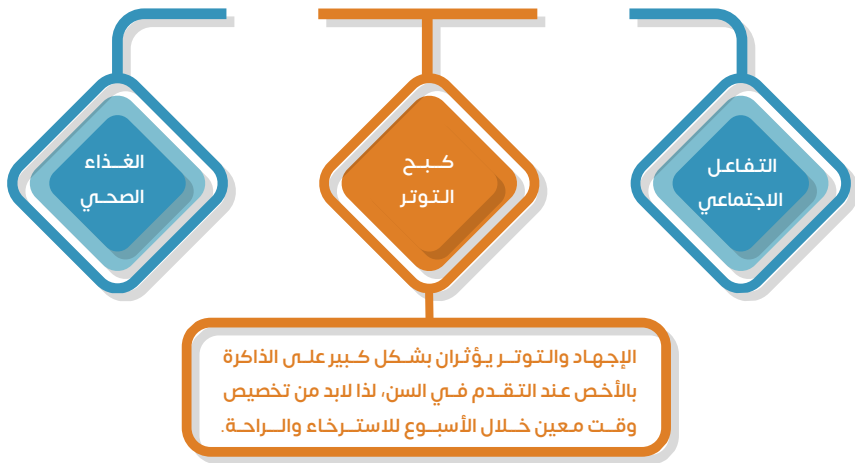 التفاعل
الاجتماعي
كبح
التوتر
الغذاء
الصحي
الإجهاد والتوتر يؤثران بشكل كبير على الذاكرة
بالأخص عند التقدم في السن، لذا لابد من تخصيص
وقت معين خلال الأسبوع للاسترخاء والراحة.